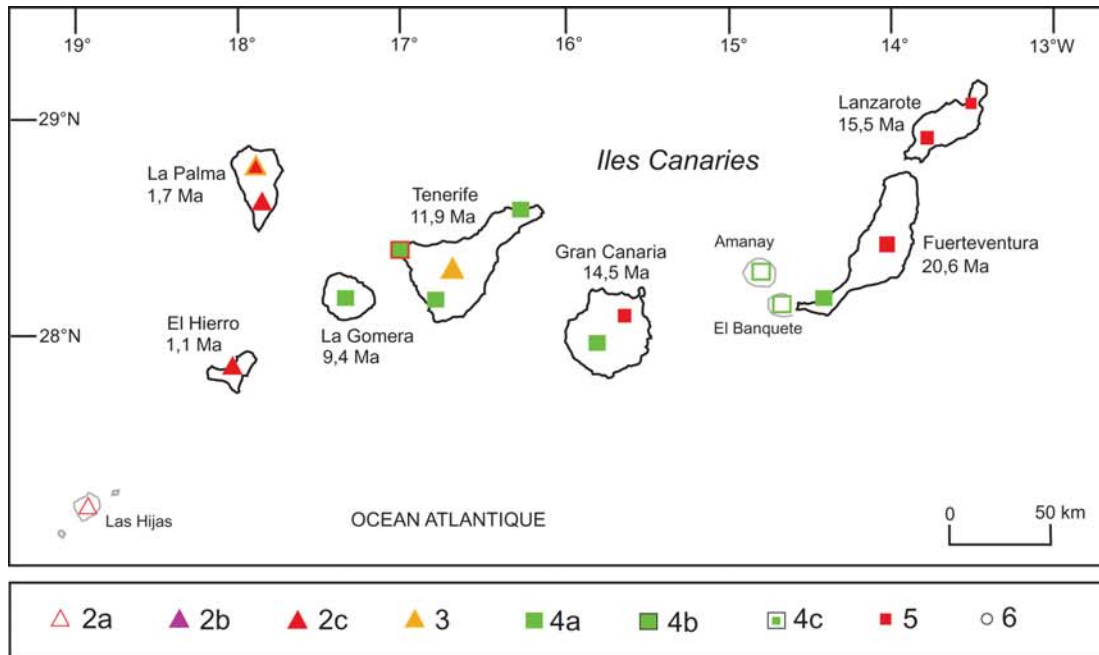 19° 18° 17° 16° 15° 14° 13°W
29°N
28°N
Iles Canaries
La Palma
1,7 Ma
El Hierro
1,1 Ma
Las Hijas
La Gomera
9,4 Ma
Tenerife
11,9 Ma
Gran Canaria
14,5 Ma
Amanay
El Banquete
Lanzarote
15,5 Ma
Fuerteventura
20,6 Ma
OCEAN ATLANTIQUE
0 50 km
2a 2b 2c 3 4a 4b 4c 5 6